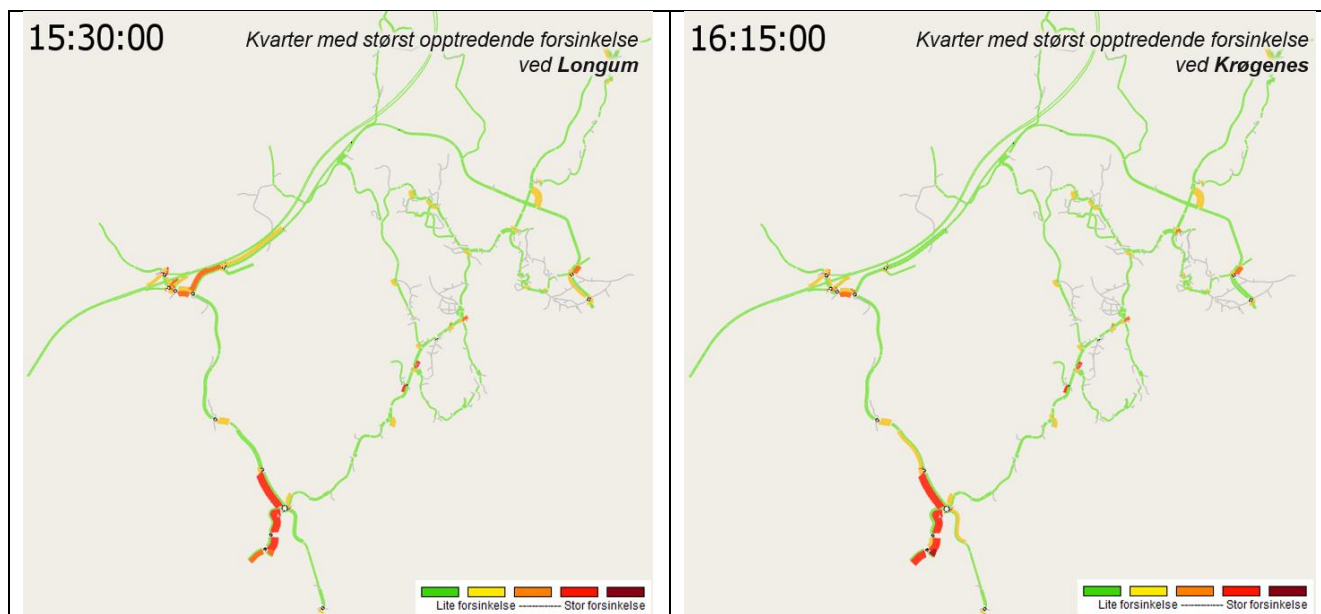 15:30:00
Kvarter med størst opptredende forsinkelse
ved Longum
Lite forsinkelse ------------- Stor forsinkelse
16:15:00
Kvarter med størst opptredende forsinkelse
ved Krøgenes
Lite forsinkelse ------------- Stor forsinkelse